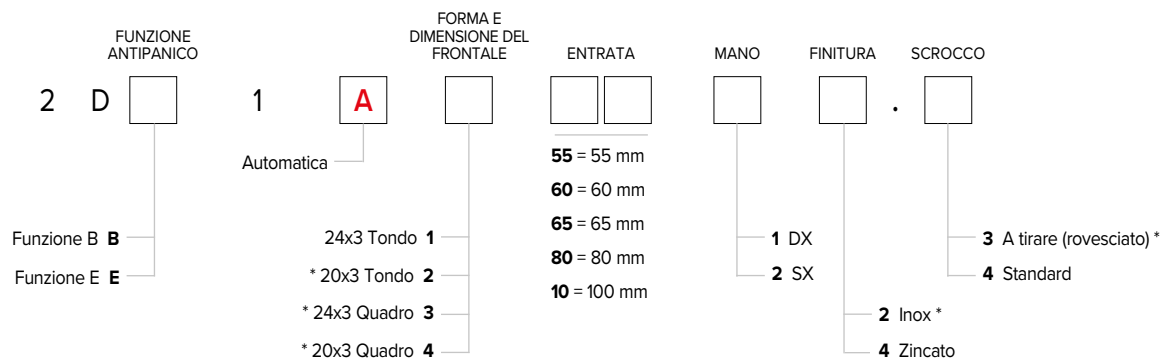 FUNZIONE
ANTIPANICO
FORMA E
DIMENSIONE DEL
FRONTALE
ENTRATA
MANO
FINITURA
SCROCCO
2 D 1 A .
Automatica
Funzione B B
Funzione E E
24x3 Tondo 1
* 20x3 Tondo 2
* 24x3 Quadro 3
* 20x3 Quadro 4
55 = 55 mm
60 = 60 mm
65 = 65 mm
80 = 80 mm
10 = 100 mm
1 DX
2 SX
2 Inox *
4 Zincato
3 A tirare (rovesciato) *
4 Standard